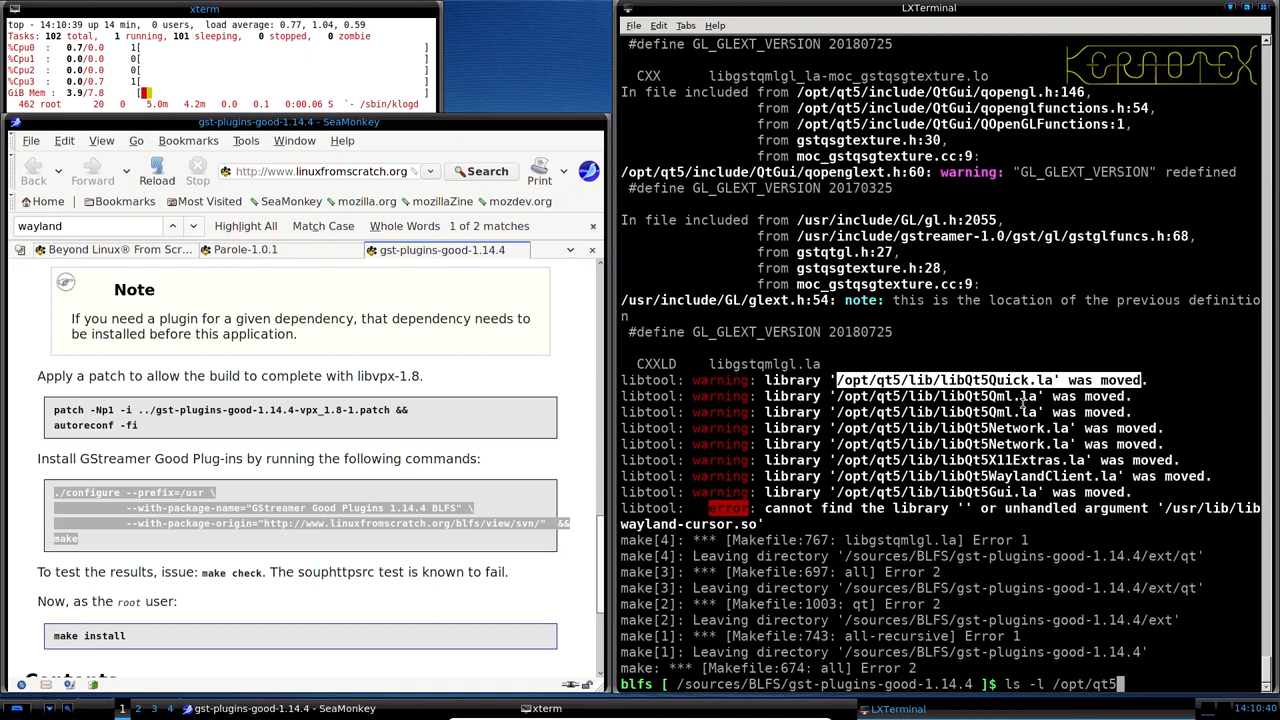 xterm
top - 14:10:39 up 14 min,  0 users,  load average: 0.77, 1.04, 0.59
Tasks: 102 total,   1 running, 101 sleeping,   0 stopped,   0 zombie
%Cpu0  :   0.7/0.0     1[                    ]
%Cpu1  :   0.0/0.0     0[                    ]
%Cpu2  :   0.0/0.0     0[                    ]
%Cpu3  :   0.0/0.7     1[                    ]
GiB Mem :   3.9/7.8      [                    ]
462 root      20   0    5.0m   4.2m   0.0   0.1   0:00.06 S   `- /sbin/klogd
gst-plugins-good-1.14.4 - SeaMonkey
File Edit View Go Bookmarks Tools Window Help
Back Forward Reload Stop http://www.linuxfromscratch.org Search Print
Home Bookmarks Most Visited SeaMonkey mozilla.org mozillaZine mozdev.org
wayland Highlight All Match Case Whole Words 1 of 2 matches
Beyond Linux® From Scr... Parole-1.0.1 gst-plugins-good-1.14.4
Note
If you need a plugin for a given dependency, that dependency needs to
be installed before this application.
Apply a patch to allow the build to complete with libvpx-1.8.
patch -Np1 -i ../gst-plugins-good-1.14.4-vpx_1.8-1.patch &&
autoreconf -fi
Install GStreamer Good Plug-ins by running the following commands:
./configure --prefix=/usr \
--with-package-name="GStreamer Good Plugins 1.14.4 BLFS" \
--with-package-origin="http://www.linuxfromscratch.org/blfs/view/svn/" &&
make
To test the results, issue: make check. The souphttpsrc test is known to fail.
Now, as the root user:
make install
LXTerminal
File Edit Tabs Help
KERNOTEX
#define GL_GLEXT_VERSION 20180725
CXX      libgstqmlgl_la-moc_gstqsgtexture.lo
In file included from /opt/qt5/include/QtGui/qopengl.h:146,
from /opt/qt5/include/QtGui/qopenglfunctions.h:54,
from /opt/qt5/include/QtGui/QOpenGLFunctions:1,
from gstqsgtexture.h:30,
from moc_gstqsgtexture.cc:9:
/opt/qt5/include/QtGui/qopenglext.h:60: warning: "GL_GLEXT_VERSION" redefined
#define GL_GLEXT_VERSION 20170325
In file included from /usr/include/GL/gl.h:2055,
from /usr/include/gstreamer-1.0/gst/gl/gstglfuncs.h:68,
from gstqtgl.h:27,
from gstqsgtexture.h:28,
from moc_gstqsgtexture.cc:9:
/usr/include/GL/glext.h:54: note: this is the location of the previous definitio
n
#define GL_GLEXT_VERSION 20180725
CXXLD    libgstqmlgl.la
libtool: warning: library '/opt/qt5/lib/libQt5Quick.la' was moved.
libtool: warning: library '/opt/qt5/lib/libQt5Qml.la' was moved.
libtool: warning: library '/opt/qt5/lib/libQt5Qml.la' was moved.
libtool: warning: library '/opt/qt5/lib/libQt5Network.la' was moved.
libtool: warning: library '/opt/qt5/lib/libQt5Network.la' was moved.
libtool: warning: library '/opt/qt5/lib/libQt5X11Extras.la' was moved.
libtool: warning: library '/opt/qt5/lib/libQt5WaylandClient.la' was moved.
libtool: warning: library '/opt/qt5/lib/libQt5Gui.la' was moved.
libtool:   error: cannot find the library '' or unhandled argument '/usr/lib/lib
wayland-cursor.so'
make[4]: *** [Makefile:767: libgstqmlgl.la] Error 1
make[4]: Leaving directory '/sources/BLFS/gst-plugins-good-1.14.4/ext/qt'
make[3]: *** [Makefile:697: all] Error 2
make[3]: Leaving directory '/sources/BLFS/gst-plugins-good-1.14.4/ext/qt'
make[2]: *** [Makefile:1003: qt] Error 2
make[2]: Leaving directory '/sources/BLFS/gst-plugins-good-1.14.4/ext'
make[1]: *** [Makefile:743: all-recursive] Error 1
make[1]: Leaving directory '/sources/BLFS/gst-plugins-good-1.14.4'
make: *** [Makefile:674: all] Error 2
blfs [ /sources/BLFS/gst-plugins-good-1.14.4 ]$ ls -l /opt/qt5
1 2 3 4 gst-plugins-good-1.14.4 - SeaMonkey xterm LXTerminal 14:10:40